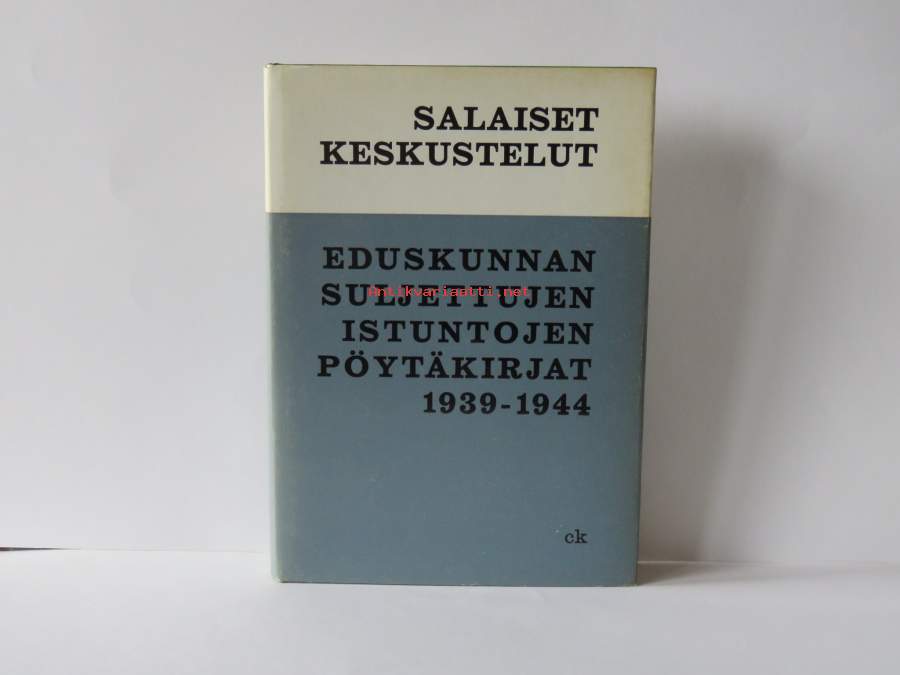 SALAISET
KESKUSTELUT
EDUSKUNNAN
SULJETTUJEN
Antikvariaatti.net
ISTUNTOJEN
PÖYTÄKIRJAT
1939-1944
ck